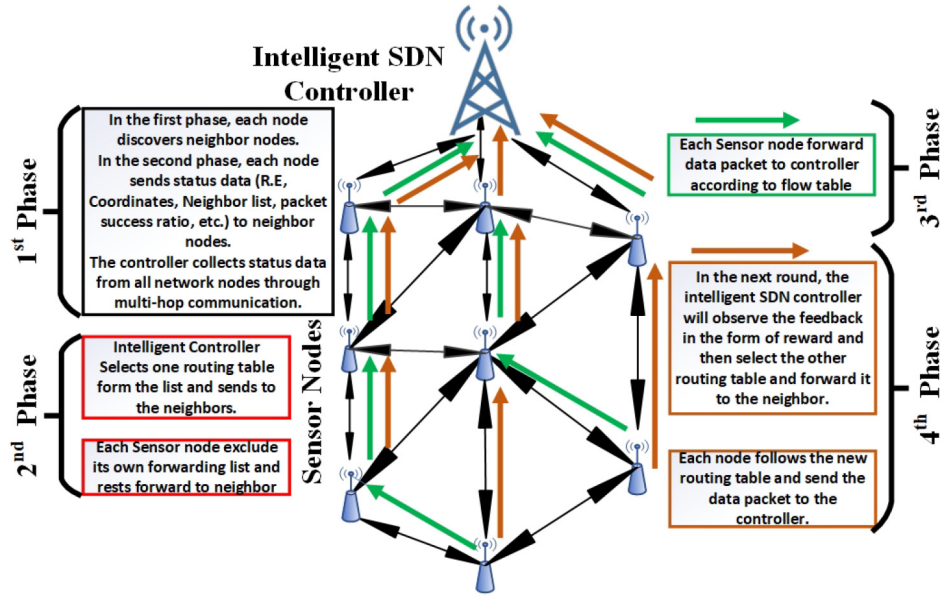 Intelligent SDN
Controller
1st Phase
In the first phase, each node
discovers neighbor nodes.
In the second phase, each node
sends status data (R.E,
Coordinates, Neighbor list, packet
success ratio, etc.) to neighbor
nodes.
The controller collects status data
from all network nodes through
multi-hop communication.
2nd Phase
Intelligent Controller
Selects one routing table
form the list and sends to
the neighbors.
Each Sensor node exclude
its own forwarding list and
rests forward to neighbor
Sensor Nodes
Each Sensor node forward
data packet to controller
according to flow table
3rd Phase
In the next round, the
intelligent SDN controller
will observe the feedback
in the form of reward and
then select the other
routing table and forward it
to the neighbor.
Each node follows the new
routing table and send the
data packet to the
controller.
4th Phase